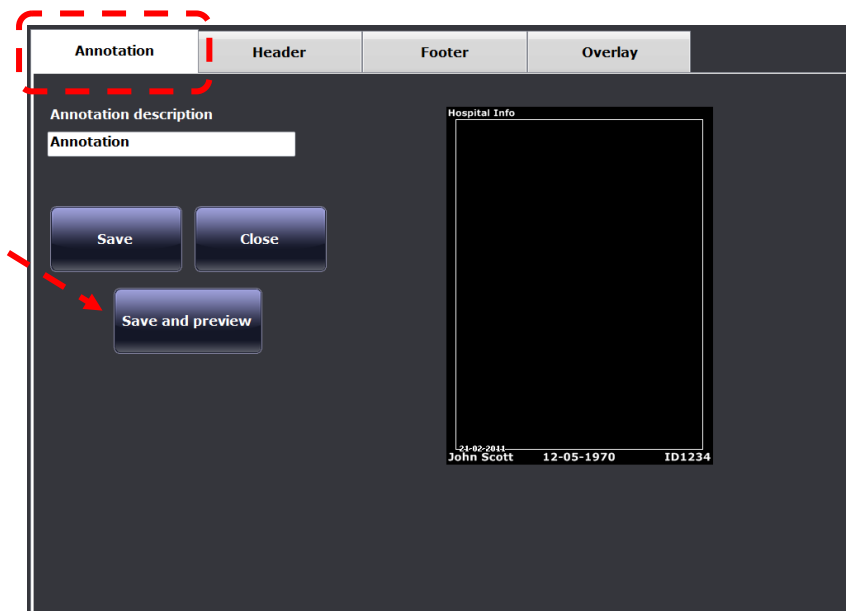 Annotation Header Footer Overlay
Annotation description
Annotation
Save Close
Save and preview
Hospital Info
21-02-2011
John Scott 12-05-1970 ID1234